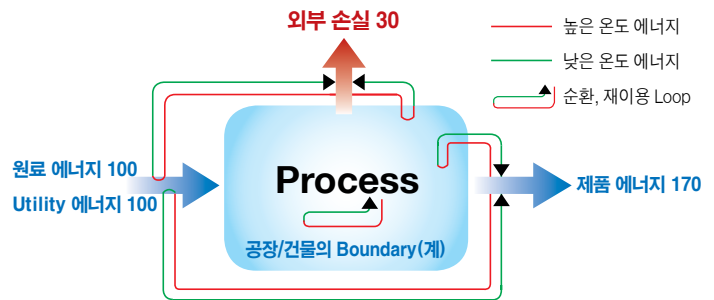 외부 손실 30
높은 온도 에너지
낮은 온도 에너지
순환, 재이용 Loop
원료 에너지 100
Utility 에너지 100
Process
제품 에너지 170
공장/건물의 Boundary(계)